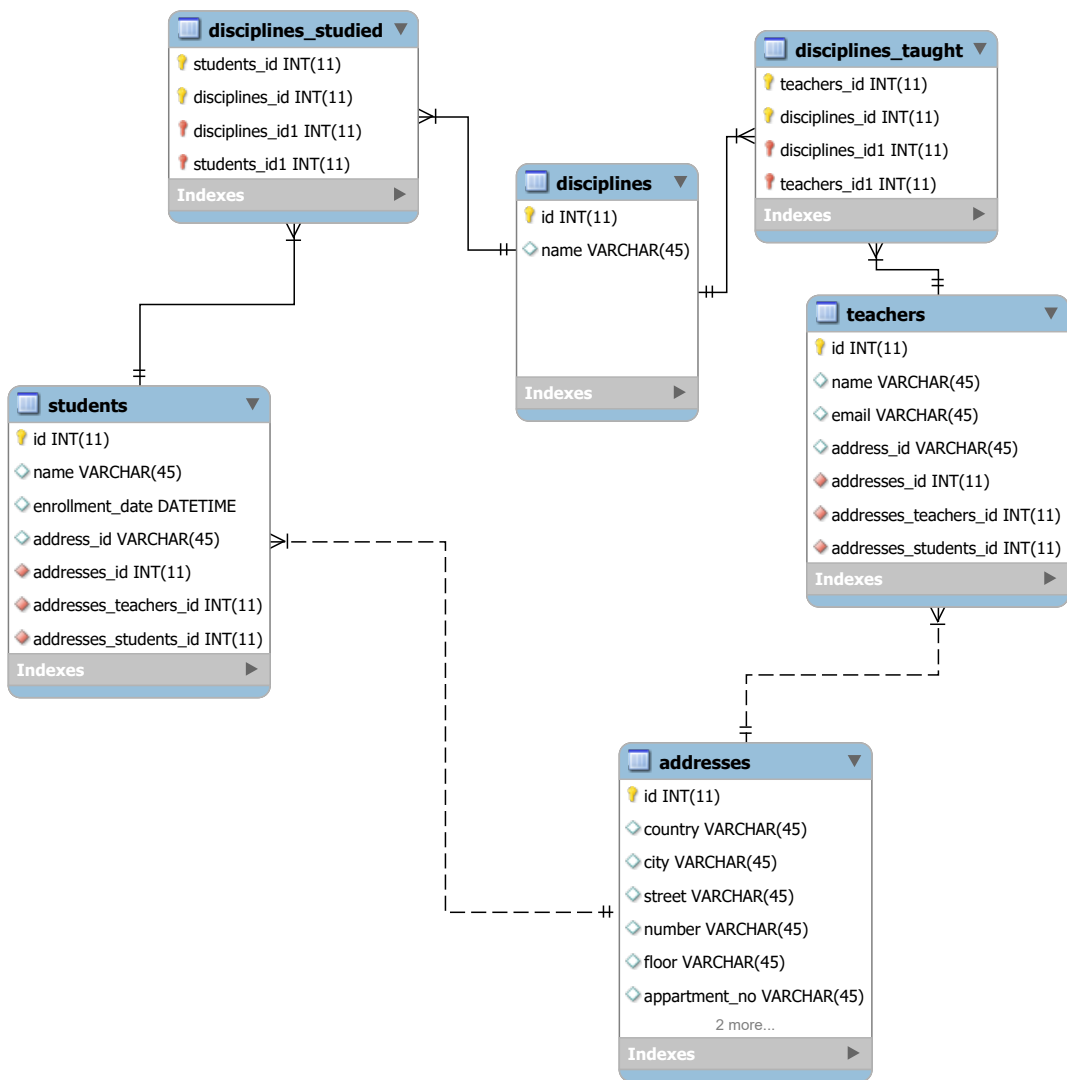 disciplines_studied
students_id INT(11)
disciplines_id INT(11)
disciplines_id1 INT(11)
students_id1 INT(11)
Indexes
disciplines_taught
teachers_id INT(11)
disciplines_id INT(11)
disciplines_id1 INT(11)
teachers_id1 INT(11)
Indexes
disciplines
id INT(11)
name VARCHAR(45)
Indexes
teachers
id INT(11)
name VARCHAR(45)
email VARCHAR(45)
address_id VARCHAR(45)
addresses_id INT(11)
addresses_teachers_id INT(11)
addresses_students_id INT(11)
Indexes
students
id INT(11)
name VARCHAR(45)
enrollment_date DATETIME
address_id VARCHAR(45)
addresses_id INT(11)
addresses_teachers_id INT(11)
addresses_students_id INT(11)
Indexes
addresses
id INT(11)
country VARCHAR(45)
city VARCHAR(45)
street VARCHAR(45)
number VARCHAR(45)
floor VARCHAR(45)
appartment_no VARCHAR(45)
2 more...
Indexes